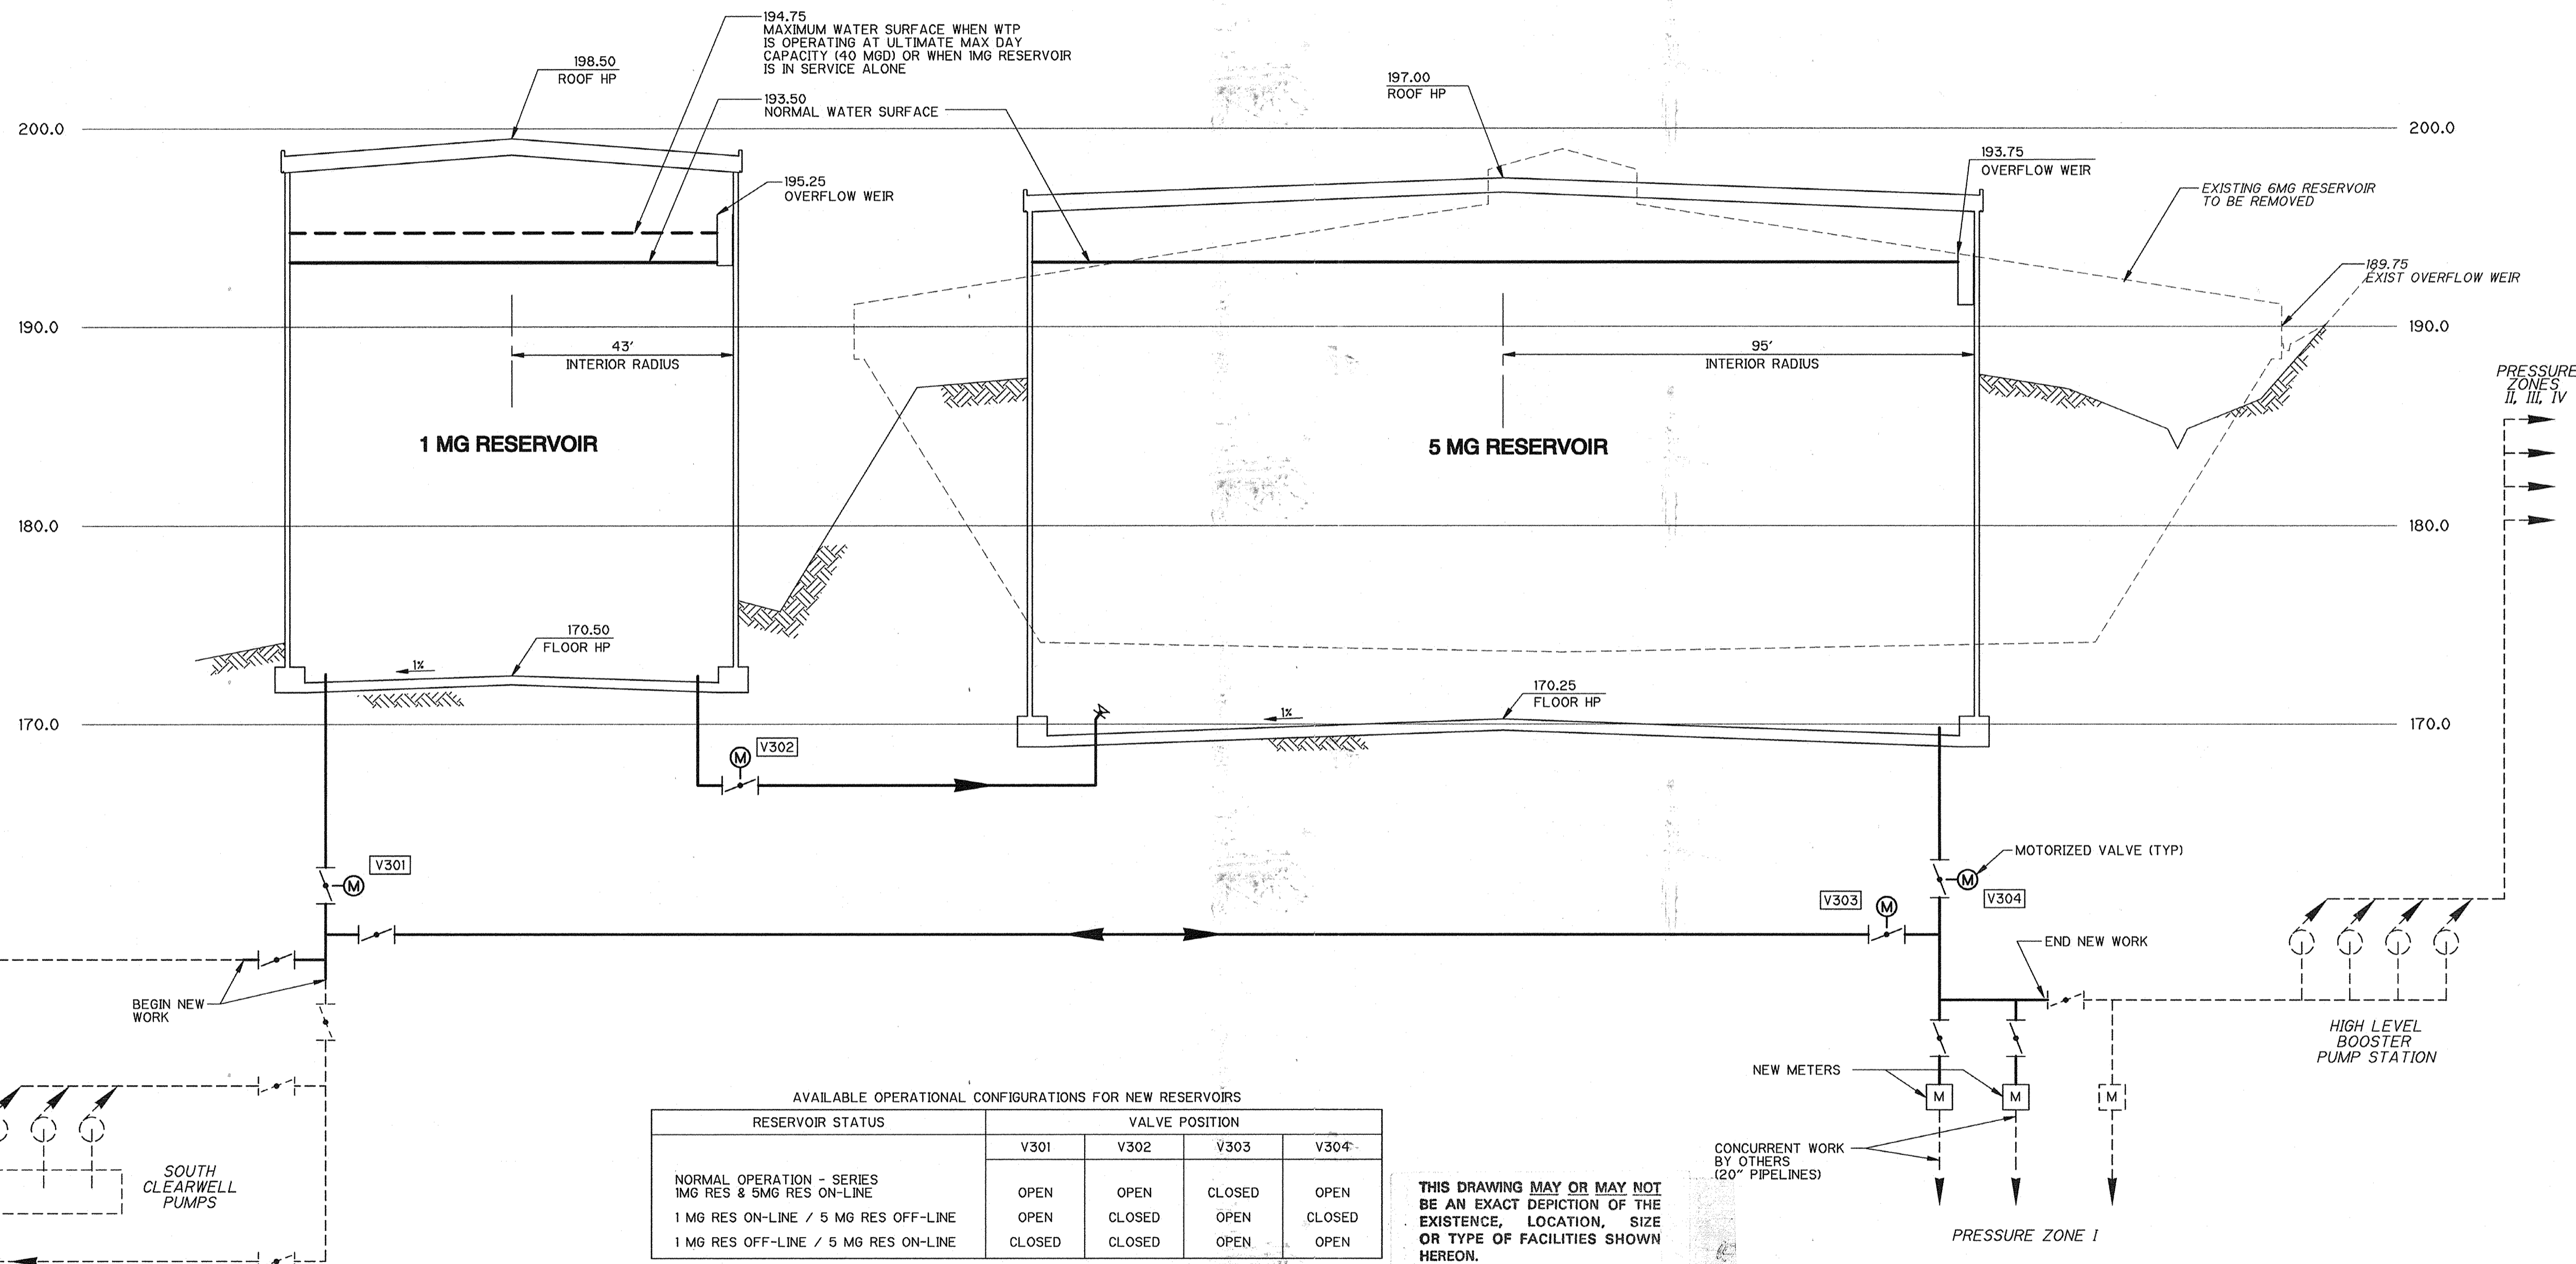 194.75
MAXIMUM WATER SURFACE WHEN WTP
IS OPERATING AT ULTIMATE MAX DAY
CAPACITY (40 MGD) OR WHEN 1MG RESERVOIR
IS IN SERVICE ALONE
198.50
ROOF HP
197.00
ROOF HP
193.50
NORMAL WATER SURFACE
200.0
200.0
193.75
OVERFLOW WEIR
195.25
OVERFLOW WEIR
EXISTING 6MG RESERVOIR
TO BE REMOVED
189.75
EXIST OVERFLOW WEIR
190.0
190.0
43'
INTERIOR RADIUS
95'
INTERIOR RADIUS
PRESSURE
ZONES
II, III, IV
1 MG RESERVOIR
5 MG RESERVOIR
180.0
180.0
170.50
FLOOR HP
1%
170.25
FLOOR HP
1%
170.0
170.0
M
V302
V301
M
MOTORIZED VALVE (TYP)
M
V304
V303
M
END NEW WORK
BEGIN NEW
WORK
HIGH LEVEL
BOOSTER
PUMP STATION
NEW METERS
M
M
M
CONCURRENT WORK
BY OTHERS
(20" PIPELINES)
PRESSURE ZONE I
SOUTH
CLEARWELL
PUMPS
AVAILABLE OPERATIONAL CONFIGURATIONS FOR NEW RESERVOIRS
RESERVOIR STATUS VALVE POSITION
V301 V302 V303 V304
NORMAL OPERATION - SERIES
1MG RES & 5MG RES ON-LINE OPEN OPEN CLOSED OPEN
1 MG RES ON-LINE / 5 MG RES OFF-LINE OPEN CLOSED OPEN CLOSED
1 MG RES OFF-LINE / 5 MG RES ON-LINE CLOSED CLOSED OPEN OPEN
THIS DRAWING MAY OR MAY NOT
BE AN EXACT DEPICTION OF THE
EXISTENCE, LOCATION, SIZE
OR TYPE OF FACILITIES SHOWN
HEREON.